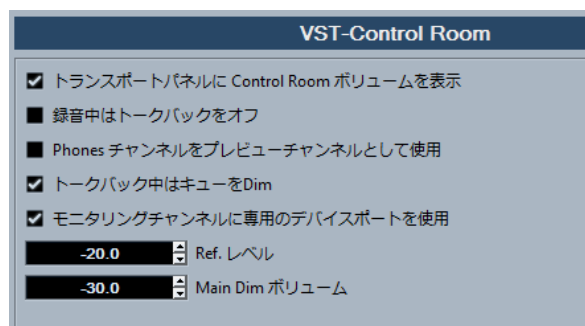 VST-Control Room
トランスポートパネルに Control Room ボリュームを表示
録音中はトークバックをオフ
Phones チャンネルをプレビューチャンネルとして使用
トークバック中はキューをDim
モニタリングチャンネルに専用のデバイスポートを使用
-20.0 Ref. レベル
-30.0 Main Dim ボリューム